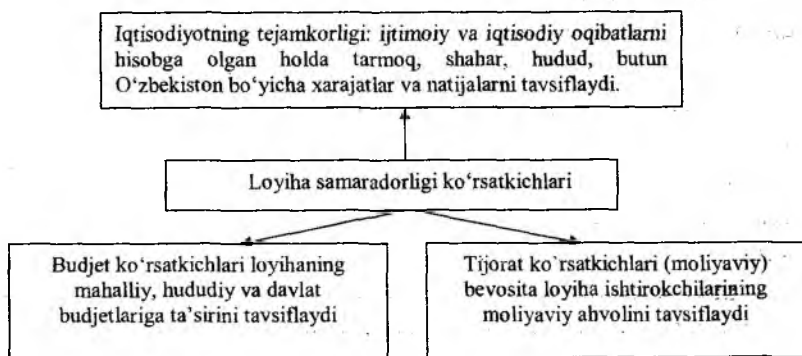 Iqtisodiyotning tejamkorligi: ijtimoiy va iqtisodiy oqibatlarni
hisobga olgan holda tarmoq, shahar, hudud, butun
O‘zbekiston bo‘yicha xarajatlar va natijalarni tavsiflaydi.
Loyiha samaradorligi ko‘rsatkichlari
Budjet ko‘rsatkichlari loyihaning
mahalliy, hududiy va davlat
budjetlariga ta’sirini tavsiflaydi
Tijorat ko`rsatkichlari (moliyaviy)
bevosita loyiha ishtirokchilarining
moliyaviy ahvolini tavsiflaydi